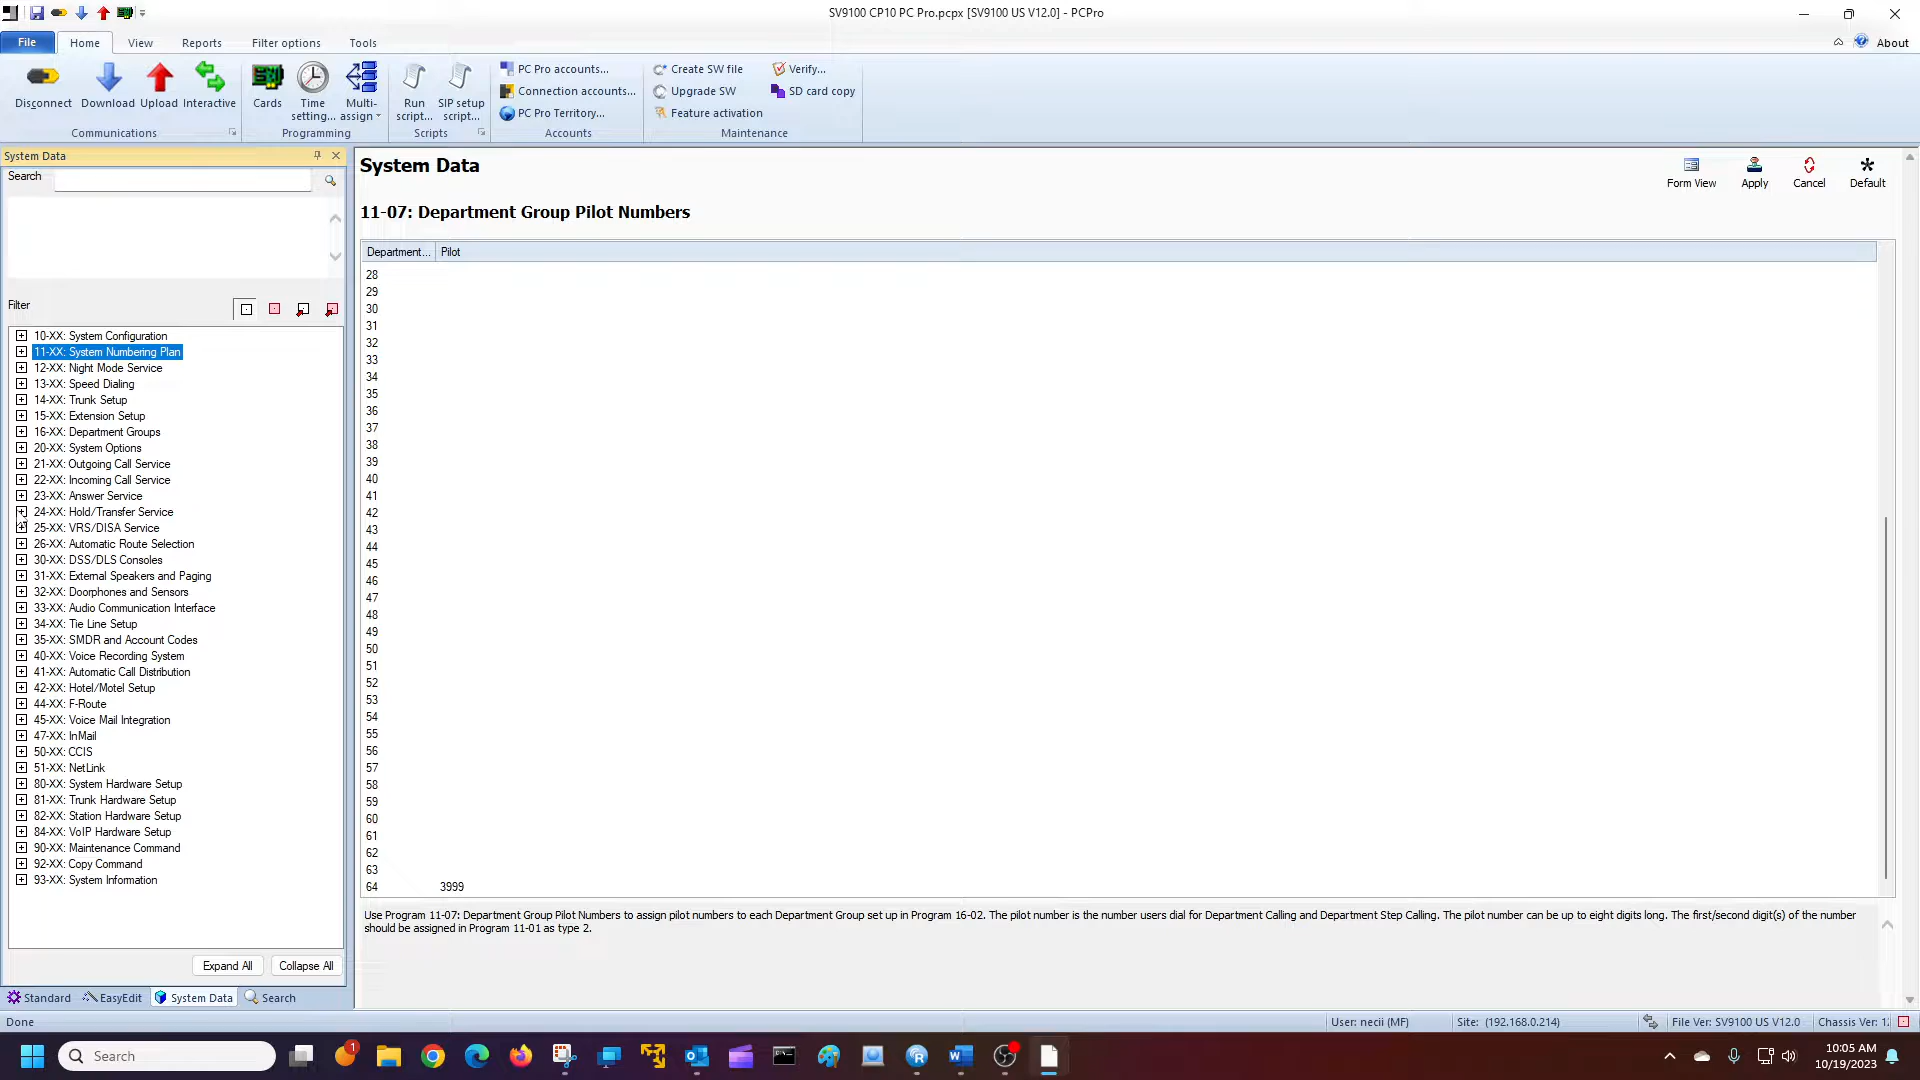 SV9100 CP10 PC Pro.pcpx [SV9100 US V12.0] - PCPro
File Home View Reports Filter options Tools
About
Disconnect Download Upload Interactive
Communications
Cards Time setting... Multi-assign
Programming
Run script... SIP setup script...
Scripts
PC Pro accounts...
Connection accounts...
PC Pro Territory...
Accounts
Create SW file
Upgrade SW
Feature activation
Verify...
SD card copy
Maintenance
System Data
Search
Filter
10-XX: System Configuration
11-XX: System Numbering Plan
12-XX: Night Mode Service
13-XX: Speed Dialing
14-XX: Trunk Setup
15-XX: Extension Setup
16-XX: Department Groups
20-XX: System Options
21-XX: Outgoing Call Service
22-XX: Incoming Call Service
23-XX: Answer Service
24-XX: Hold/Transfer Service
25-XX: VRS/DISA Service
26-XX: Automatic Route Selection
30-XX: DSS/DLS Consoles
31-XX: External Speakers and Paging
32-XX: Doorphones and Sensors
33-XX: Audio Communication Interface
34-XX: Tie Line Setup
35-XX: SMDR and Account Codes
40-XX: Voice Recording System
41-XX: Automatic Call Distribution
42-XX: Hotel/Motel Setup
44-XX: F-Route
45-XX: Voice Mail Integration
47-XX: InMail
50-XX: CCIS
51-XX: NetLink
80-XX: System Hardware Setup
81-XX: Trunk Hardware Setup
82-XX: Station Hardware Setup
84-XX: VoIP Hardware Setup
90-XX: Maintenance Command
92-XX: Copy Command
93-XX: System Information
Expand All Collapse All
Standard EasyEdit System Data Search
System Data
Form View Apply Cancel Default
11-07: Department Group Pilot Numbers
Department... Pilot
28
29
30
31
32
33
34
35
36
37
38
39
40
41
42
43
44
45
46
47
48
49
50
51
52
53
54
55
56
57
58
59
60
61
62
63
64 3999
Use Program 11-07: Department Group Pilot Numbers to assign pilot numbers to each Department Group set up in Program 16-02. The pilot number is the number users dial for Department Calling and Department Step Calling. The pilot number can be up to eight digits long. The first/second digit(s) of the number
should be assigned in Program 11-01 as type 2.
Done
User: necii (MF) Site: (192.168.0.214) File Ver: SV9100 US V12.0 Chassis Ver: 1
Search
1
10:05 AM
10/19/2023